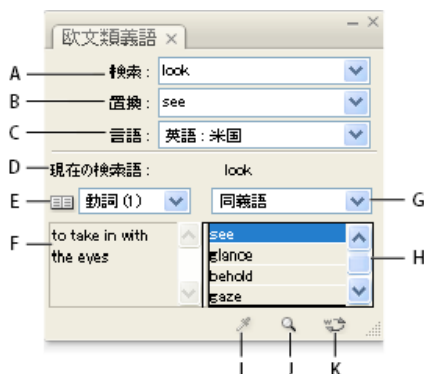 欧文類義語 ×
A 検索 : look
B 置換 : see
C 言語 : 英語 : 米国
D 現在の検索語 : look
E 動詞 (1) 同義語 G
F to take in with the eyes
see
glance H
behold
gaze
I J K